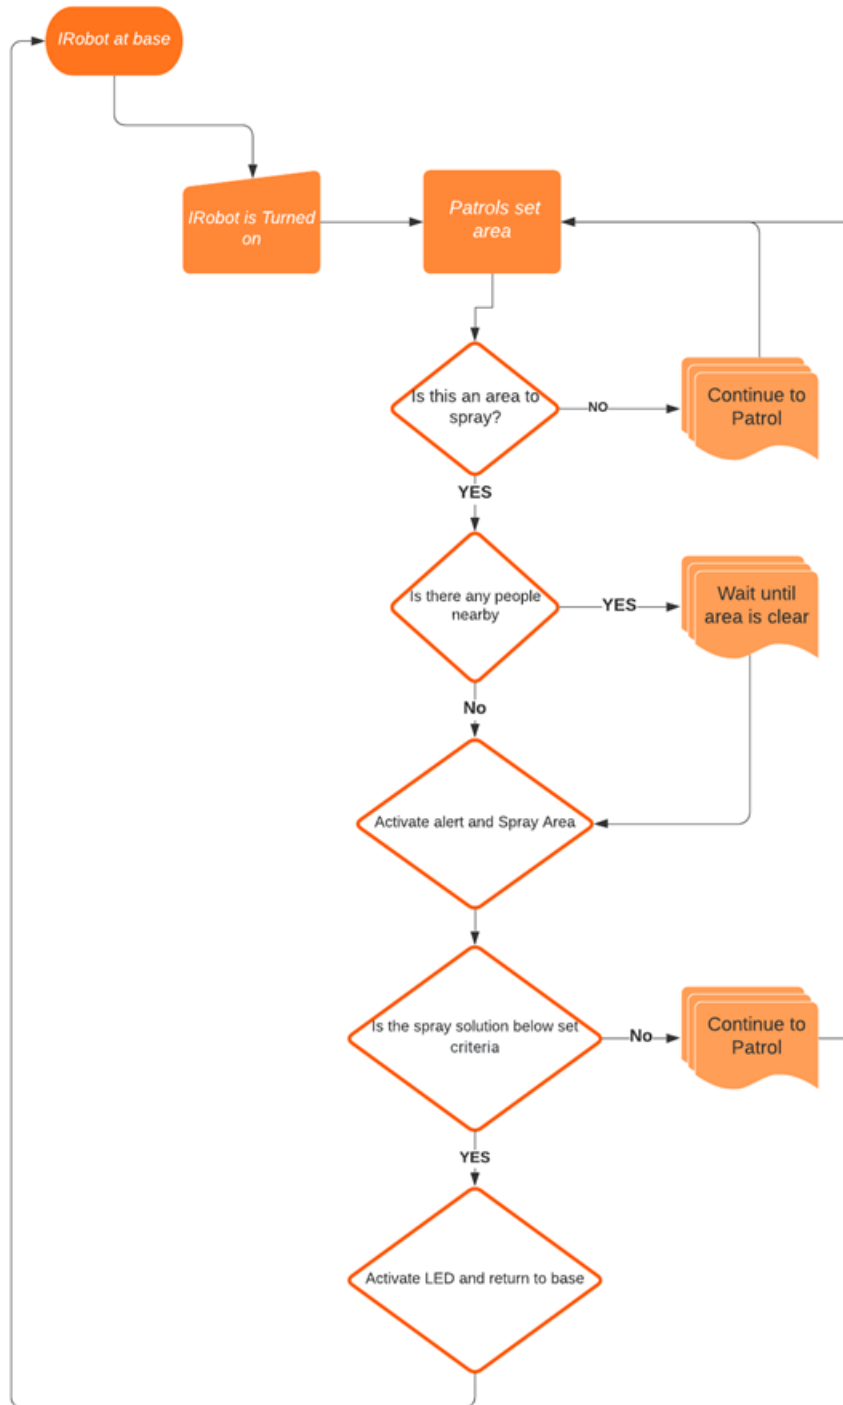 IRobot at base
IRobot is Turned
on
Patrols set
area
Is this an area to
spray?
NO
Continue to
Patrol
YES
Is there any people
nearby
YES
Wait until
area is clear
No
Activate alert and Spray Area
Is the spray solution below set
criteria
No
Continue to
Patrol
YES
Activate LED and return to base